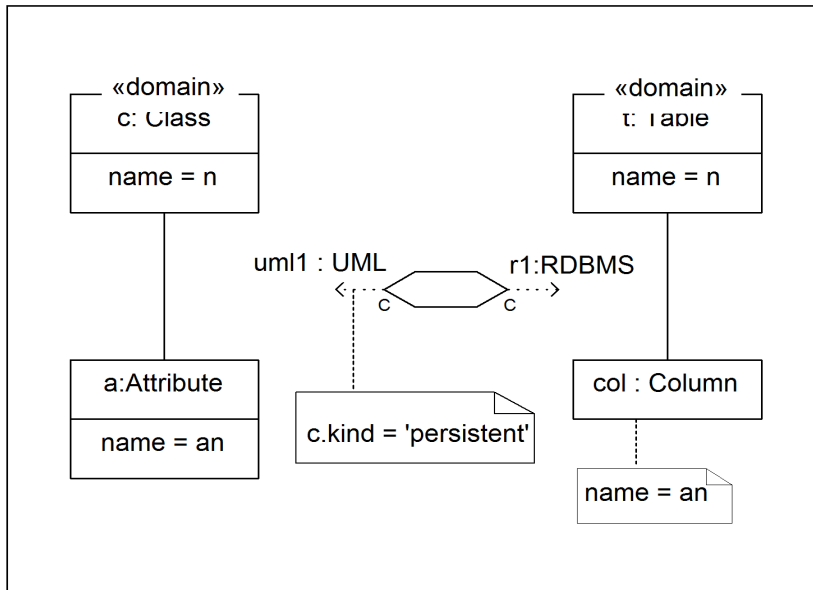 «domain»
c: Class
name = n
«domain»
t: Table
name = n
uml1 : UML
r1:RDBMS
C
C
a:Attribute
name = an
c.kind = 'persistent'
col : Column
name = an